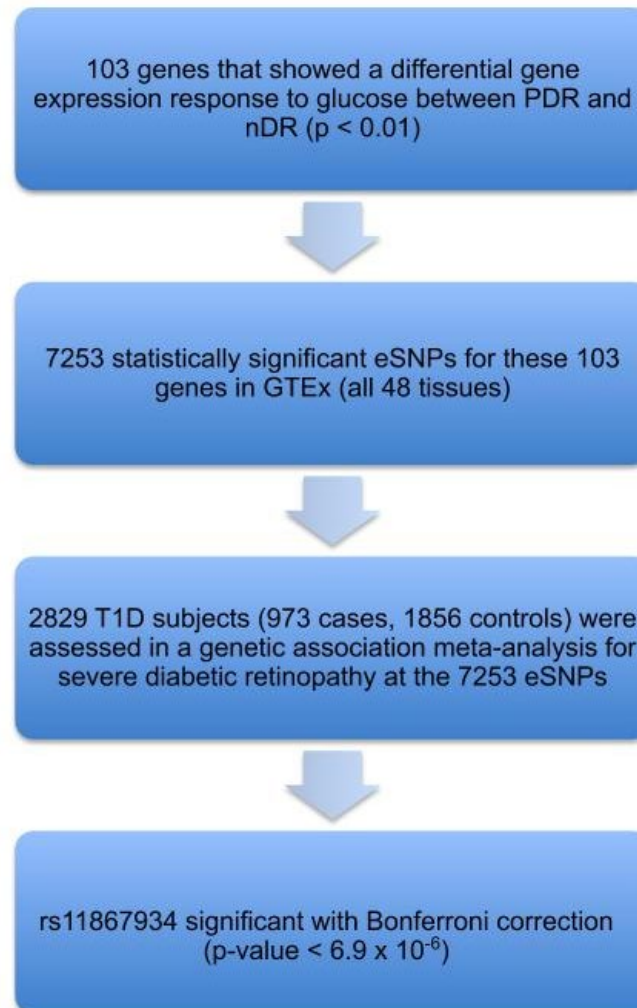 103 genes that showed a differential gene
expression response to glucose between PDR and
nDR (p < 0.01)
7253 statistically significant eSNPs for these 103
genes in GTEx (all 48 tissues)
2829 T1D subjects (973 cases, 1856 controls) were
assessed in a genetic association meta-analysis for
severe diabetic retinopathy at the 7253 eSNPs
rs11867934 significant with Bonferroni correction
(p-value < 6.9 x 10⁻⁶)